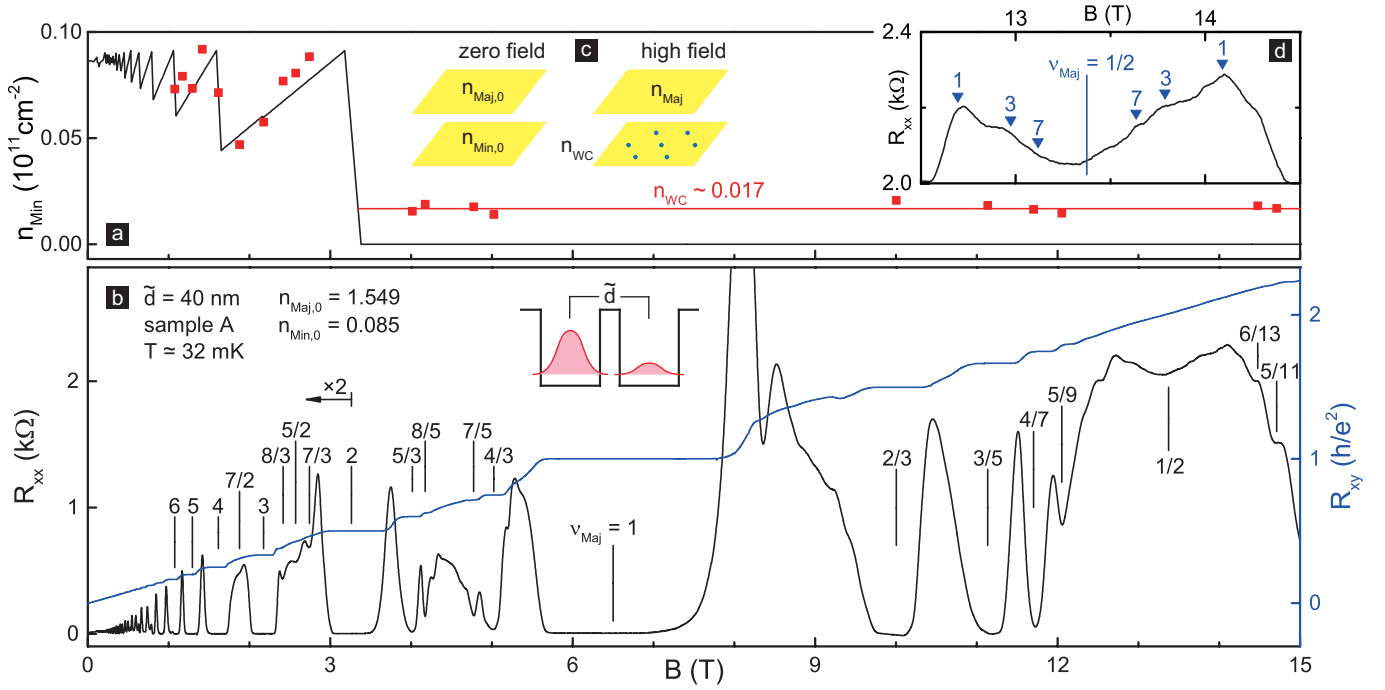 13 B (T) 14
0.10
0.05
0.00
n_Min (10^11 cm^-2)
a
zero field c high field
n_Maj,0 n_Maj
n_Min,0 n_WC
n_WC ~ 0.017
2.4
2.0
R_xx (kΩ)
d
ν_Maj = 1/2
1 3 7 7 3 1
b d̃ = 40 nm n_Maj,0 = 1.549
sample A n_Min,0 = 0.085
T ≃ 32 mK
d̃
×2
6 5 4 7/2 3 8/3 5/2 7/3 2 5/3 8/5 7/5 4/3
ν_Maj = 1
2/3 3/5 4/7 5/9 1/2 6/13 5/11
2
1
0
R_xx (kΩ)
2
1
0
R_xy (h/e^2)
0 3 6 9 12 15
B (T)